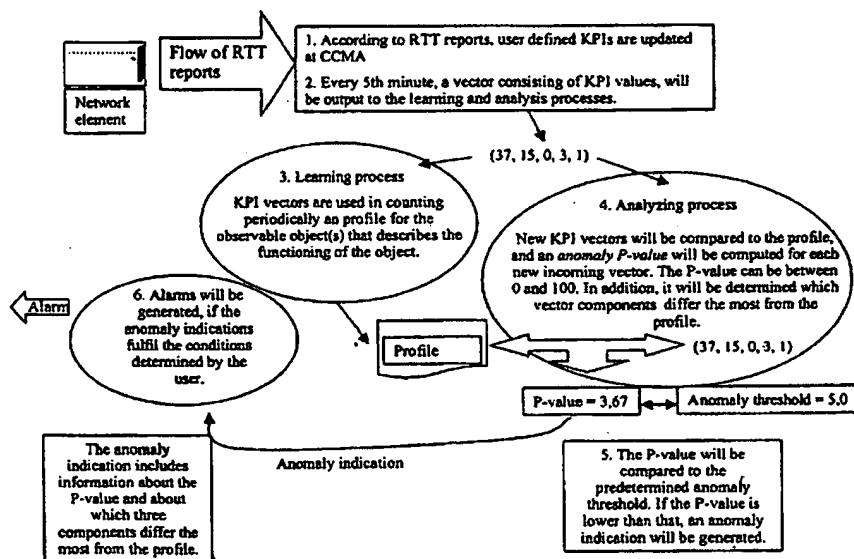 Network
element
Flow of RTT
reports
1. According to RTT reports, user defined KPIs are updated
at CCMA
2. Every 5th minute, a vector consisting of KPI values, will
be output to the learning and analysis processes.
(37, 15, 0, 3, 1)
3. Learning process
KPI vectors are used in counting
periodically an profile for the
observable object(s) that describes the
functioning of the object.
4. Analyzing process
New KPI vectors will be compared to the profile,
and an anomaly P-value will be computed for each
new incoming vector. The P-value can be between
0 and 100. In addition, it will be determined which
vector components differ the most from the
profile.
(37, 15, 0, 3, 1)
Profile
P-value = 3,67
Anomaly threshold = 5,0
5. The P-value will be
compared to the
predetermined anomaly
threshold. If the P-value is
lower than that, an anomaly
indication will be generated.
Anomaly indication
The anomaly
indication includes
information about the
P-value and about
which three
components differ the
most from the profile.
6. Alarms will be
generated, if the
anomaly indications
fulfil the conditions
determined by the
user.
Alarm